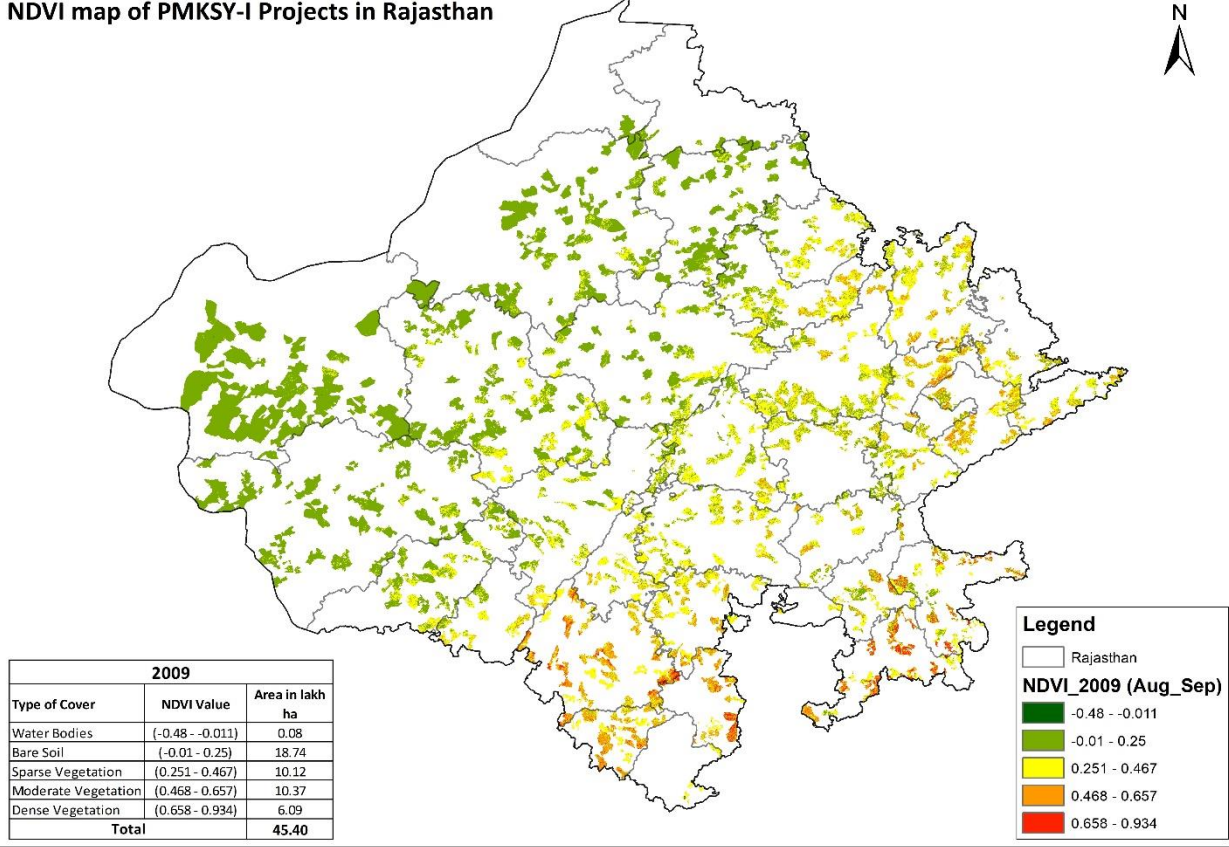 NDVI map of PMKSY-I Projects in Rajasthan
N
2009
Type of Cover NDVI Value Area in lakh ha
Water Bodies (-0.48 - -0.011) 0.08
Bare Soil (-0.01 - 0.25) 18.74
Sparse Vegetation (0.251 - 0.467) 10.12
Moderate Vegetation (0.468 - 0.657) 10.37
Dense Vegetation (0.658 - 0.934) 6.09
Total 45.40
Legend
Rajasthan
NDVI_2009 (Aug_Sep)
-0.48 - -0.011
-0.01 - 0.25
0.251 - 0.467
0.468 - 0.657
0.658 - 0.934